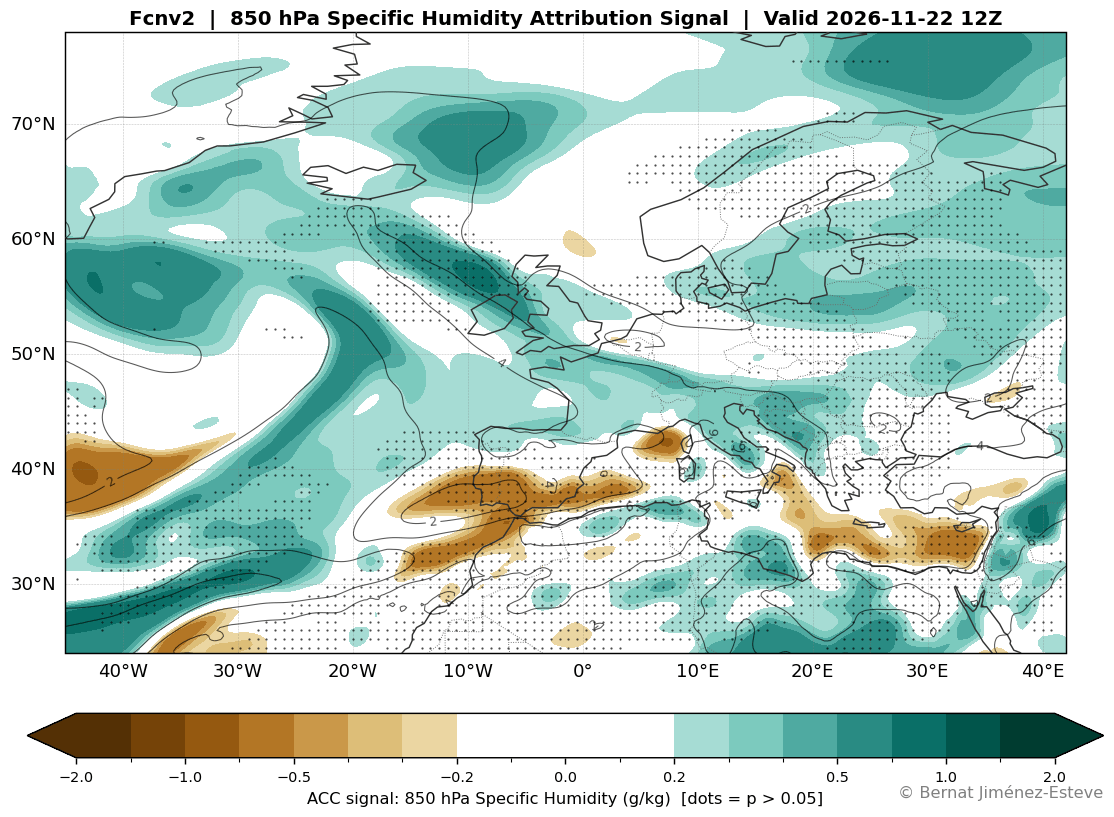 Fcnv2 | 850 hPa Specific Humidity Attribution Signal | Valid 2026-11-22 12Z
70°N
60°N
50°N
40°N
30°N
40°W 30°W 20°W 10°W 0° 10°E 20°E 30°E 40°E
−2.0 −1.0 −0.5 −0.2 0.0 0.2 0.5 1.0 2.0
ACC signal: 850 hPa Specific Humidity (g/kg) [dots = p > 0.05]
© Bernat Jiménez-Esteve